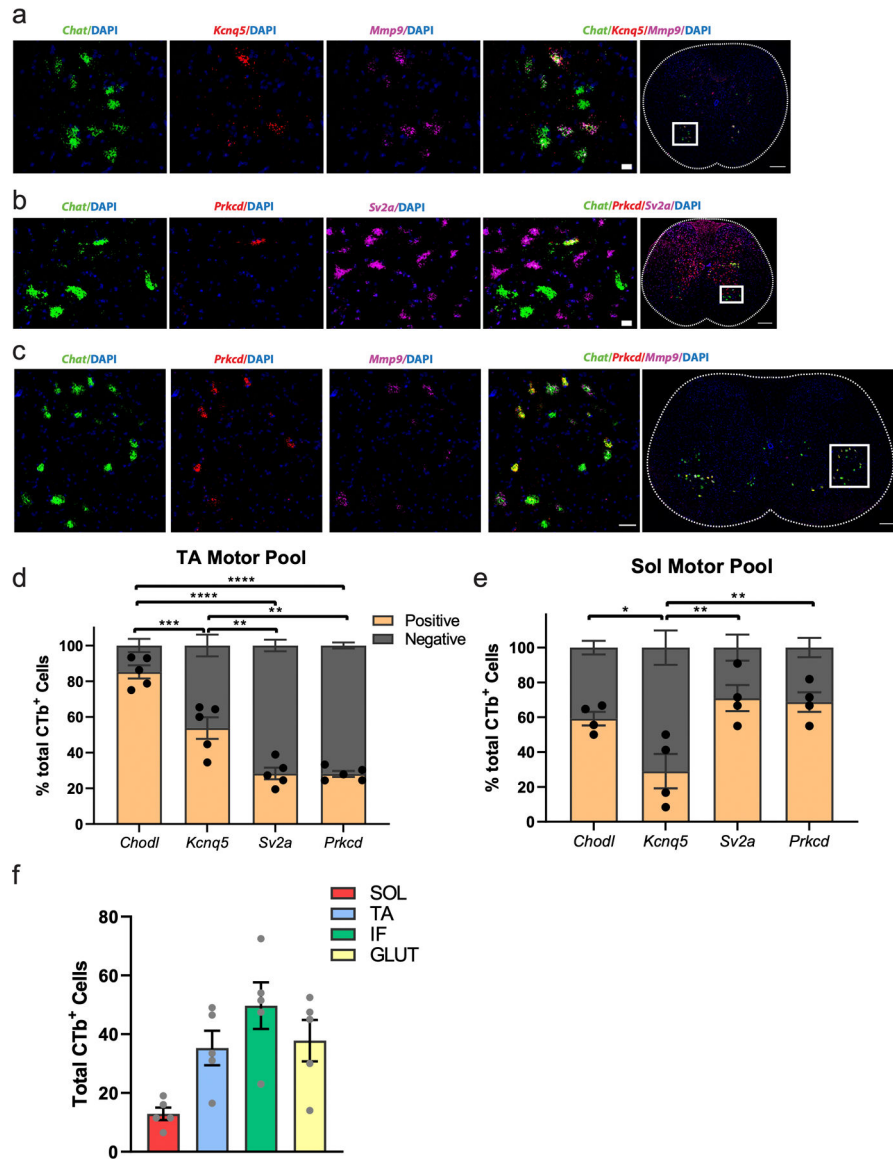 a
Chat/DAPI Kcnq5/DAPI Mmp9/DAPI Chat/Kcnq5/Mmp9/DAPI
b
Chat/DAPI Prkcd/DAPI Sv2a/DAPI Chat/Prkcd/Sv2a/DAPI
c
Chat/DAPI Prkcd/DAPI Mmp9/DAPI Chat/Prkcd/Mmp9/DAPI
d
TA Motor Pool
****
****
**
***
**
Positive
Negative
100
80
60
40
20
0
% total CTb+ Cells
Chodl Kcnq5 Sv2a Prkcd
e
Sol Motor Pool
**
*
**
100
80
60
40
20
0
% total CTb+ Cells
Chodl Kcnq5 Sv2a Prkcd
f
SOL
TA
IF
GLUT
80
60
40
20
0
Total CTb+ Cells